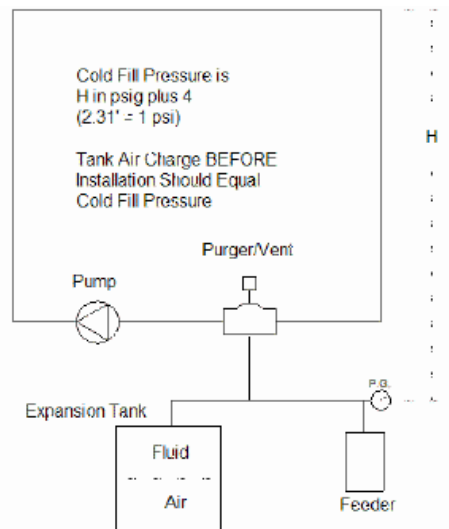 Cold Fill Pressure is
H in psig plus 4
(2.31' = 1 psi)
Tank Air Charge BEFORE
Installation Should Equal
Cold Fill Pressure
H
Purger/Vent
Pump
P.G.
Expansion Tank
Fluid
Air
Feeder